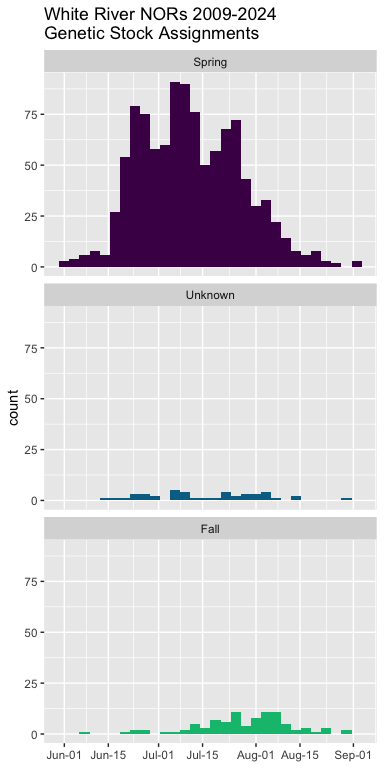 White River NORs 2009-2024
Genetic Stock Assignments
Spring
75
50
25
0
Unknown
75
50
25
0
count
Fall
75
50
25
0
Jun-01 Jun-15 Jul-01 Jul-15 Aug-01 Aug-15 Sep-01